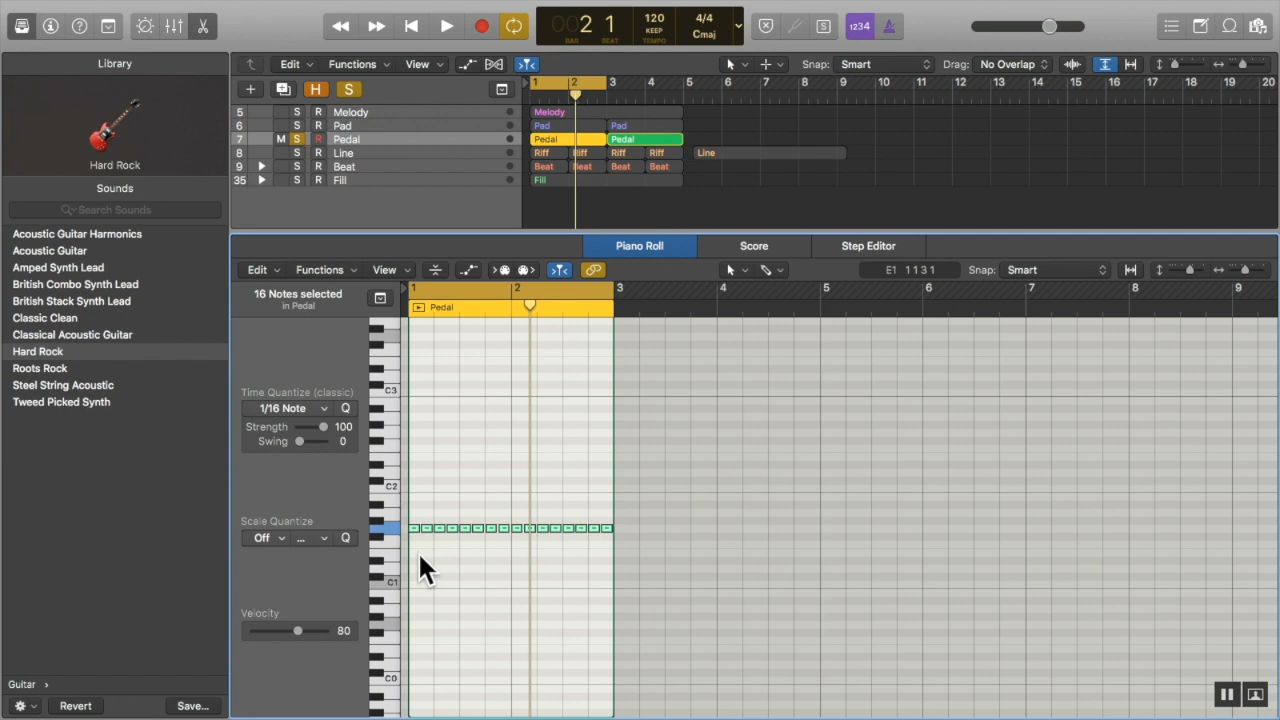 002 1
BAR BEAT
120
KEEP
TEMPO
4/4
Cmaj
1234
Library
Hard Rock
Sounds
Search Sounds
Acoustic Guitar Harmonics
Acoustic Guitar
Amped Synth Lead
British Combo Synth Lead
British Stack Synth Lead
Classic Clean
Classical Acoustic Guitar
Hard Rock
Roots Rock
Steel String Acoustic
Tweed Picked Synth
Guitar
Revert
Save...
Edit Functions View
Snap: Smart Drag: No Overlap
H S
1 2 3 4 5 6 7 8 9 10 11 12 13 14 15 16 17 18 19 20
5 S R Melody Melody
6 S R Pad Pad Pad
7 M S R Pedal Pedal Pedal
8 S R Line Riff Riff Riff Riff Line
9 S R Beat Beat Beat Beat Beat
35 S R Fill Fill
Piano Roll Score Step Editor
Edit Functions View
E1 1 1 3 1 Snap: Smart
16 Notes selected
in Pedal
1 2 3 4 5 6 7 8 9
Pedal
Time Quantize (classic)
1/16 Note Q
Strength 100
Swing 0
Scale Quantize
Off ... Q
Velocity
80
C3
C2
C1
C0